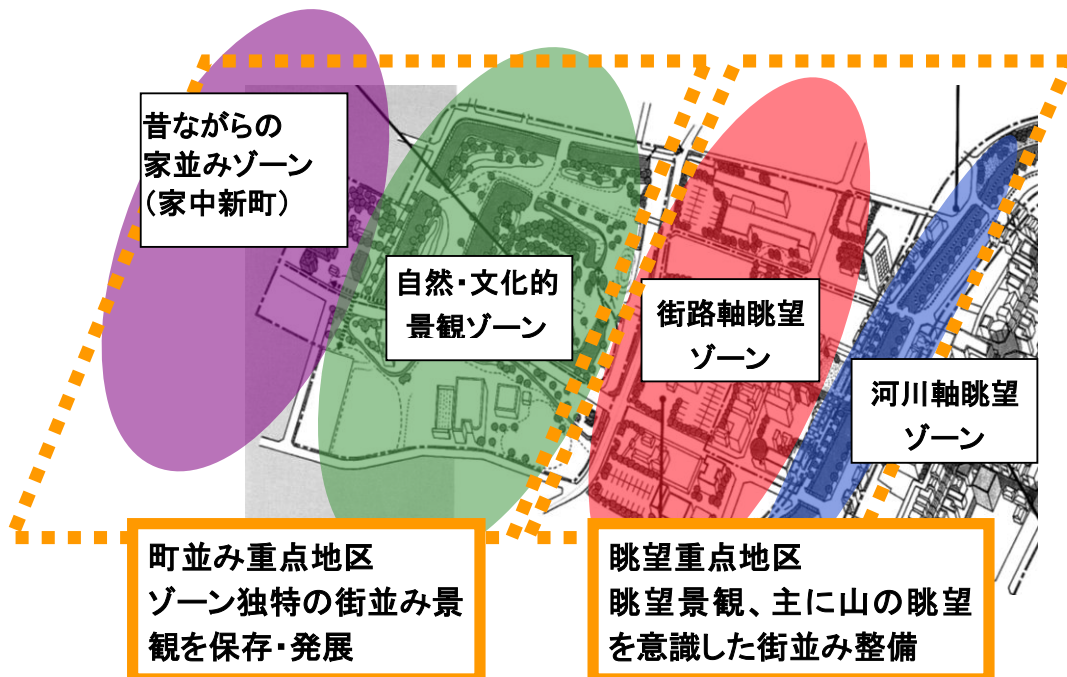 昔ながらの
家並みゾーン
（家中新町）
自然・文化的
景観ゾーン
街路軸眺望
ゾーン
河川軸眺望
ゾーン
町並み重点地区
ゾーン独特の街並み景
観を保存・発展
眺望重点地区
眺望景観、主に山の眺望
を意識した街並み整備